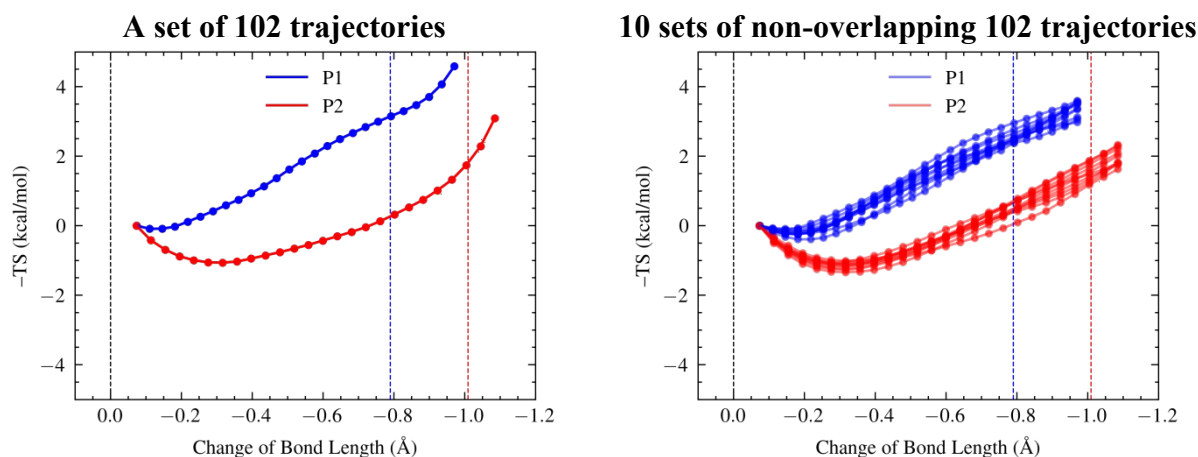 A set of 102 trajectories
10 sets of non-overlapping 102 trajectories
P1
P2
4
2
0
−2
−4
−TS (kcal/mol)
0.0 −0.2 −0.4 −0.6 −0.8 −1.0 −1.2
Change of Bond Length (Å)
P1
P2
4
2
0
−2
−4
−TS (kcal/mol)
0.0 −0.2 −0.4 −0.6 −0.8 −1.0 −1.2
Change of Bond Length (Å)